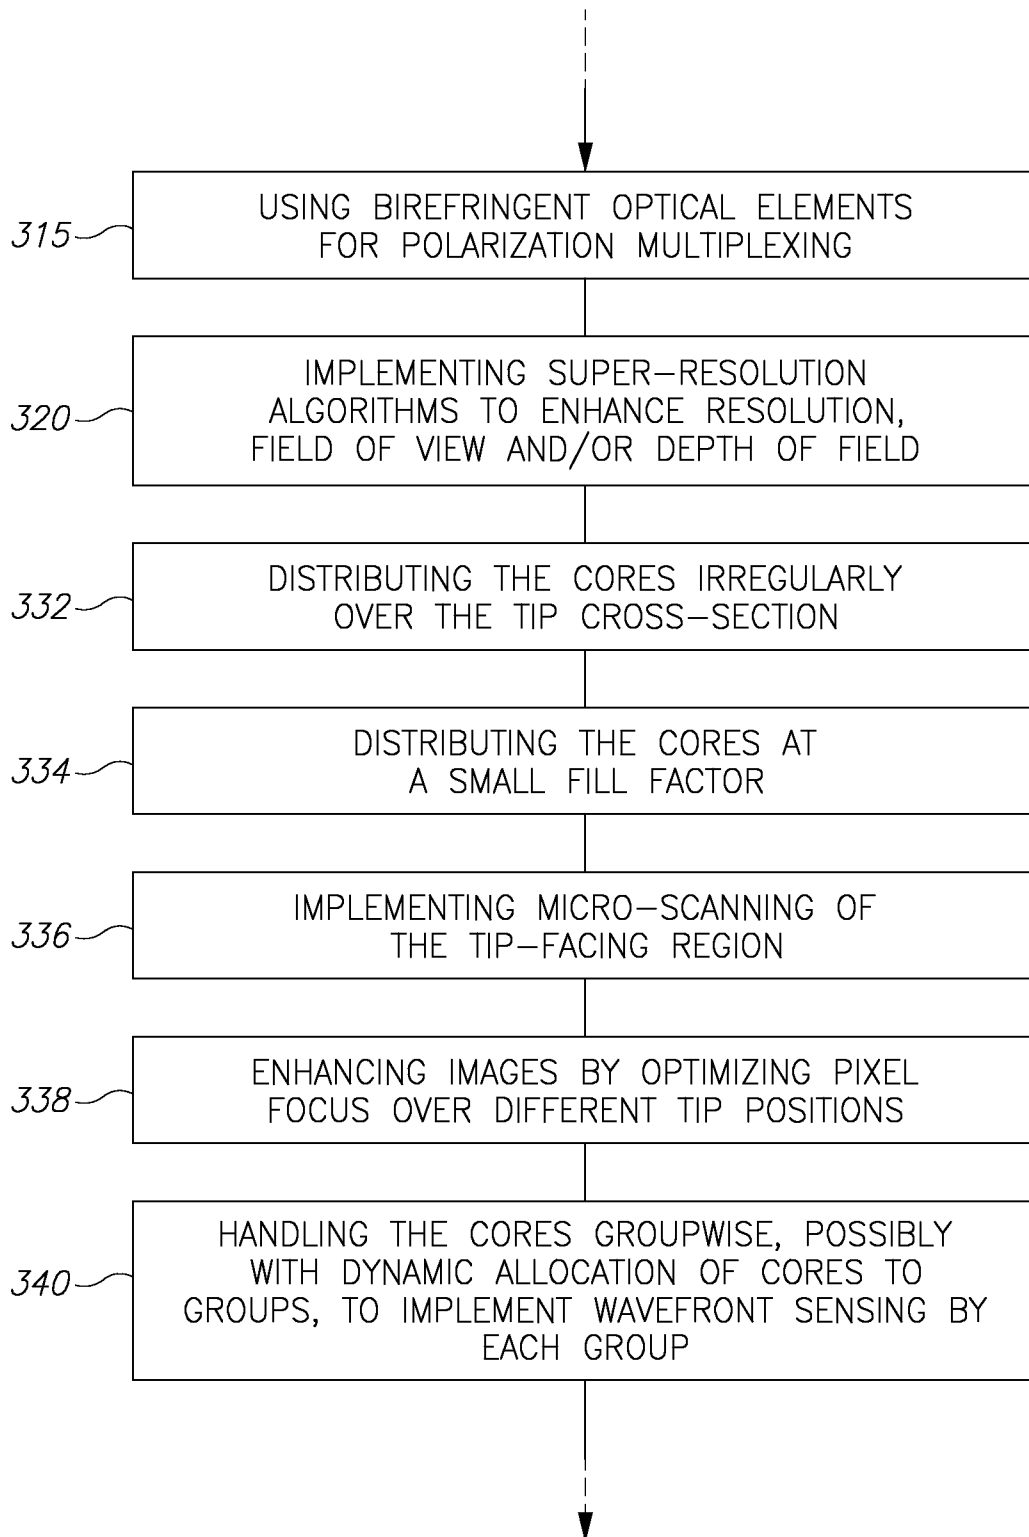 315
USING BIREFRINGENT OPTICAL ELEMENTS
FOR POLARIZATION MULTIPLEXING
320
IMPLEMENTING SUPER-RESOLUTION
ALGORITHMS TO ENHANCE RESOLUTION,
FIELD OF VIEW AND/OR DEPTH OF FIELD
332
DISTRIBUTING THE CORES IRREGULARLY
OVER THE TIP CROSS-SECTION
334
DISTRIBUTING THE CORES AT
A SMALL FILL FACTOR
336
IMPLEMENTING MICRO-SCANNING OF
THE TIP-FACING REGION
338
ENHANCING IMAGES BY OPTIMIZING PIXEL
FOCUS OVER DIFFERENT TIP POSITIONS
340
HANDLING THE CORES GROUPWISE, POSSIBLY
WITH DYNAMIC ALLOCATION OF CORES TO
GROUPS, TO IMPLEMENT WAVEFRONT SENSING BY
EACH GROUP